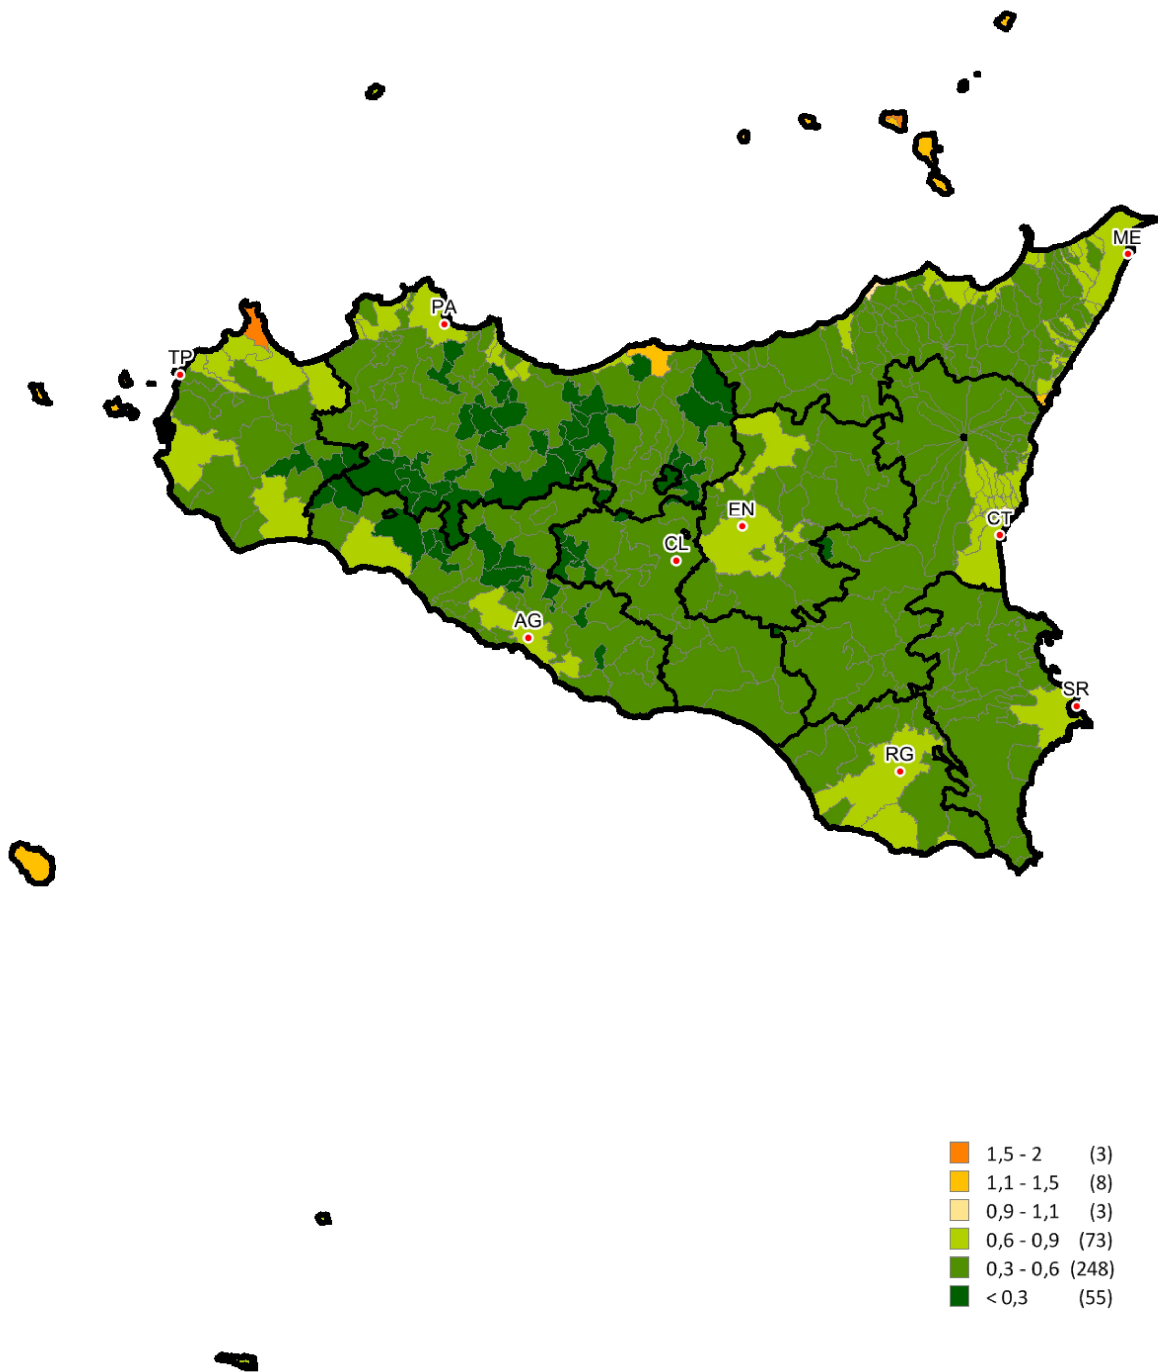 ME
PA
TP
EN
CT
CL
AG
SR
RG
1,5 - 2 (3)
1,1 - 1,5 (8)
0,9 - 1,1 (3)
0,6 - 0,9 (73)
0,3 - 0,6 (248)
< 0,3 (55)